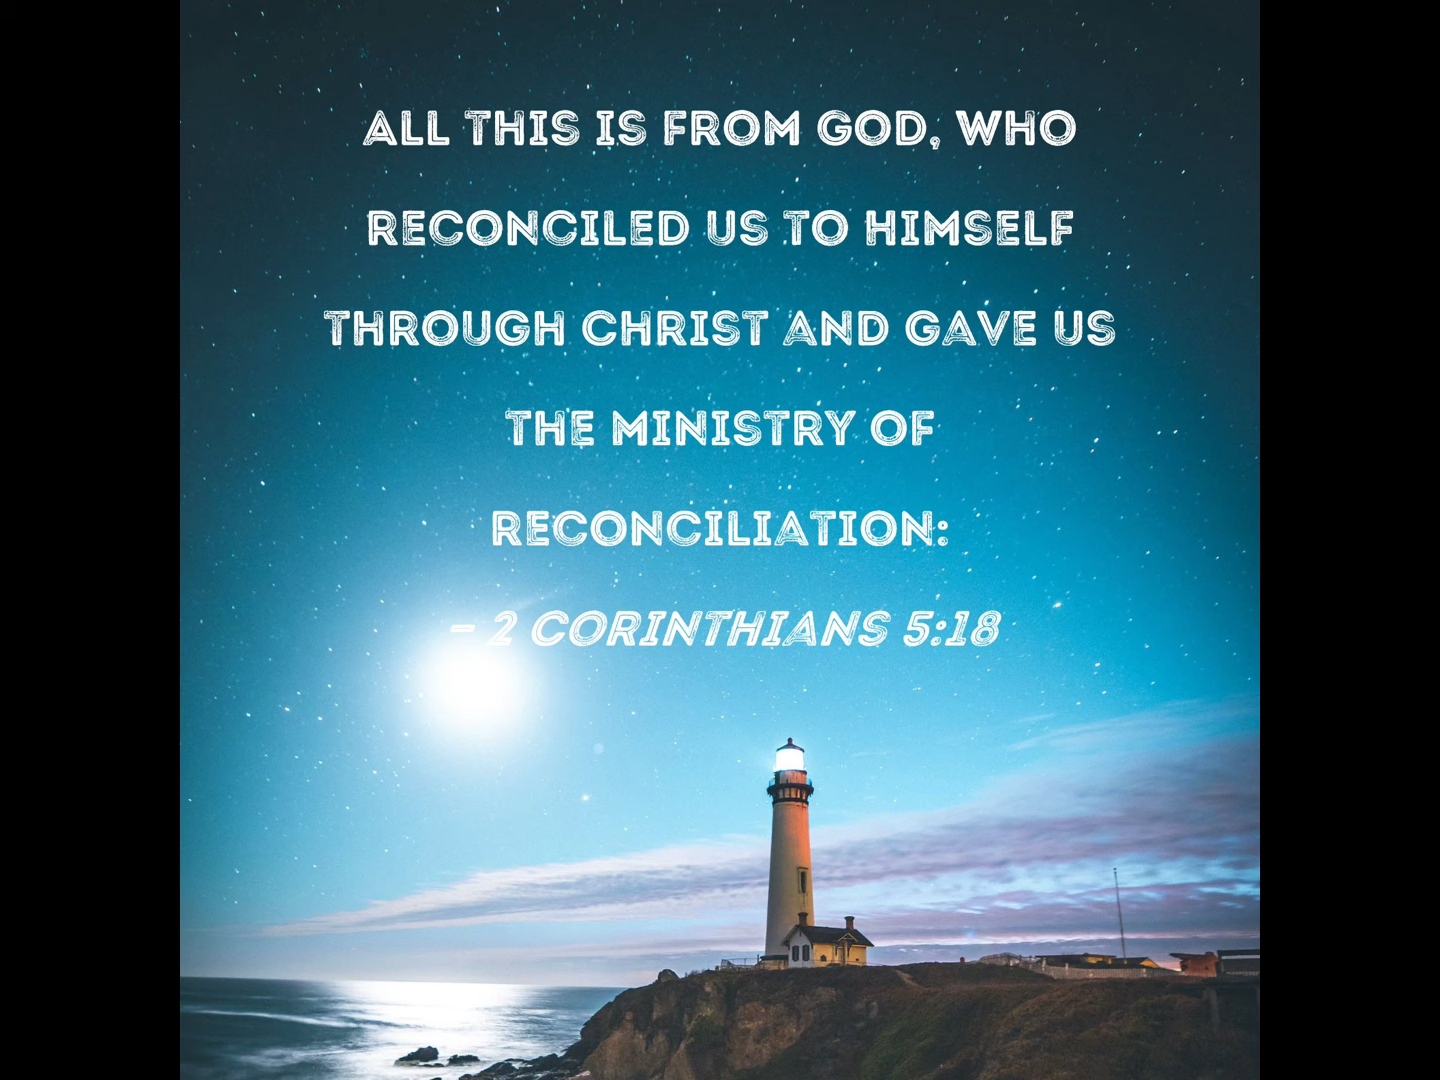 ALL THIS IS FROM GOD, WHO
RECONCILED US TO HIMSELF
THROUGH CHRIST AND GAVE US
THE MINISTRY OF
RECONCILIATION:
– 2 CORINTHIANS 5:18